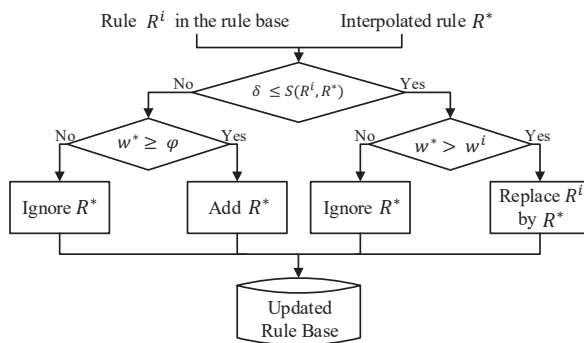 Rule R^i in the rule base
Interpolated rule R*
No
δ ≤ S(R^i, R*)
Yes
No
w* ≥ φ
Yes
No
w* > w^i
Yes
Ignore R*
Add R*
Ignore R*
Replace R^i
by R*
Updated
Rule Base